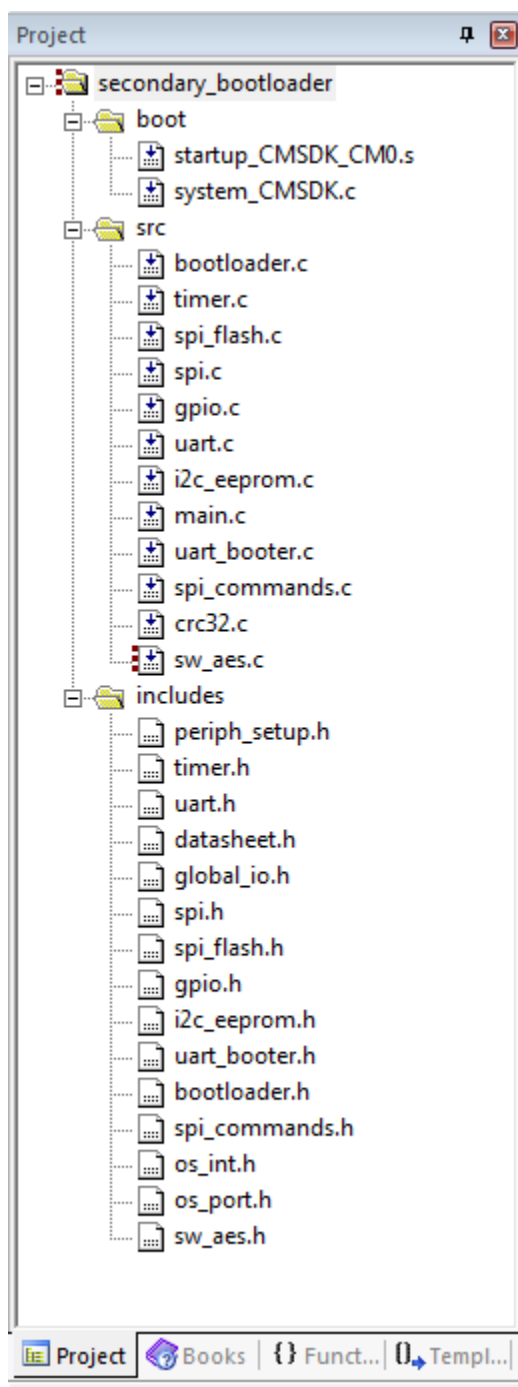 Project
secondary_bootloader
boot
startup_CMSDK_CM0.s
system_CMSDK.c
src
bootloader.c
timer.c
spi_flash.c
spi.c
gpio.c
uart.c
i2c_eeprom.c
main.c
uart_booter.c
spi_commands.c
crc32.c
sw_aes.c
includes
periph_setup.h
timer.h
uart.h
datasheet.h
global_io.h
spi.h
spi_flash.h
gpio.h
i2c_eeprom.h
uart_booter.h
bootloader.h
spi_commands.h
os_int.h
os_port.h
sw_aes.h
Project Books {} Funct... 0 Templ...